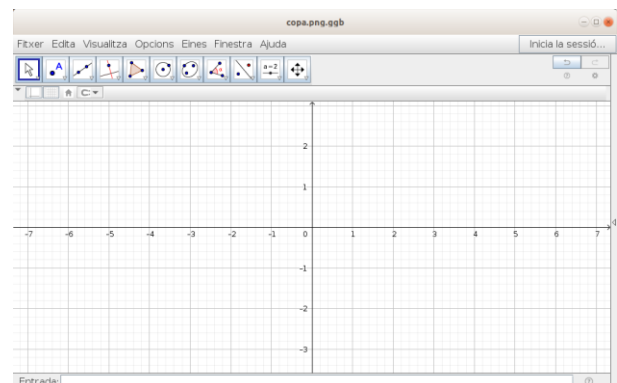 copa.png.ggb
Fitxer Edita Visualitza Opcions Eines Finestra Ajuda
Inicia la sessió...
A
a=2
2
1
-7 -6 -5 -4 -3 -2 -1 0 1 2 3 4 5 6 7
-1
-2
-3
Entrada: